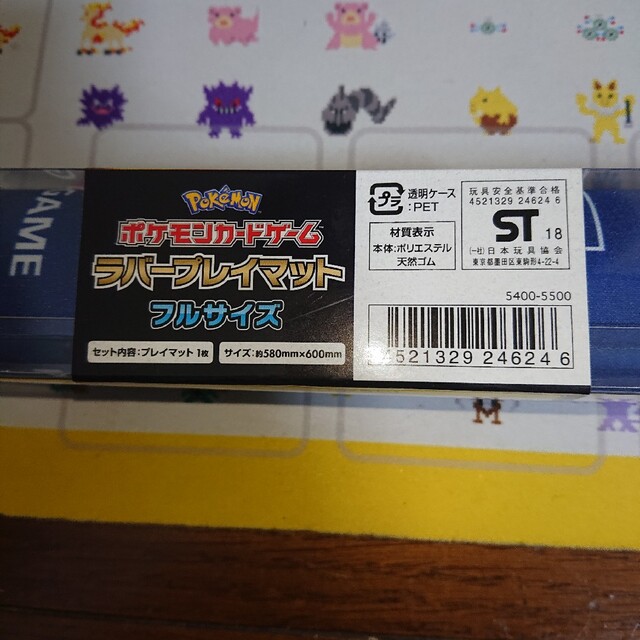 GAME
POKéMON
ポケモンカードゲーム
ラバープレイマット
フルサイズ
セット内容:プレイマット 1枚
サイズ:約580mm×600mm
プラ
透明ケース
:PET
材質表示
本体:ポリエステル
天然ゴム
玩具安全基準合格
4521329 24624 6
ST 18
(一社)日本玩具協会
東京都墨田区東駒形4-22-4
5400-5500
4521329 246246